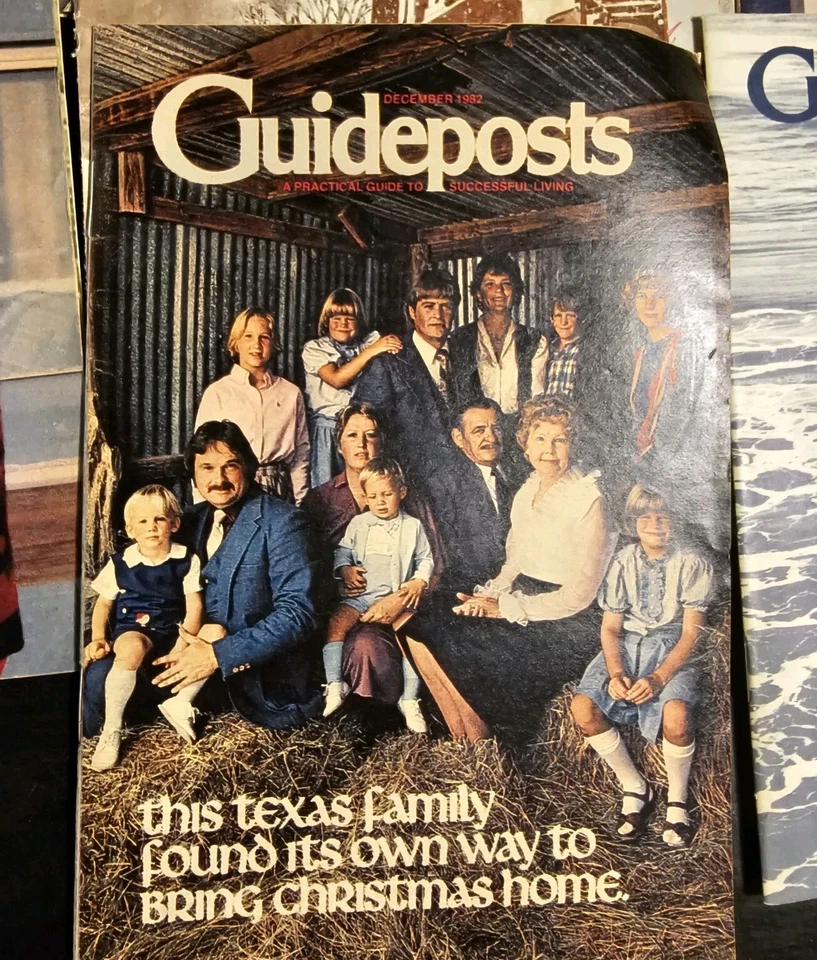 DECEMBER 1982
Guideposts
A PRACTICAL GUIDE TO SUCCESSFUL LIVING
this texas family
found its own way to
bring christmas home.
G